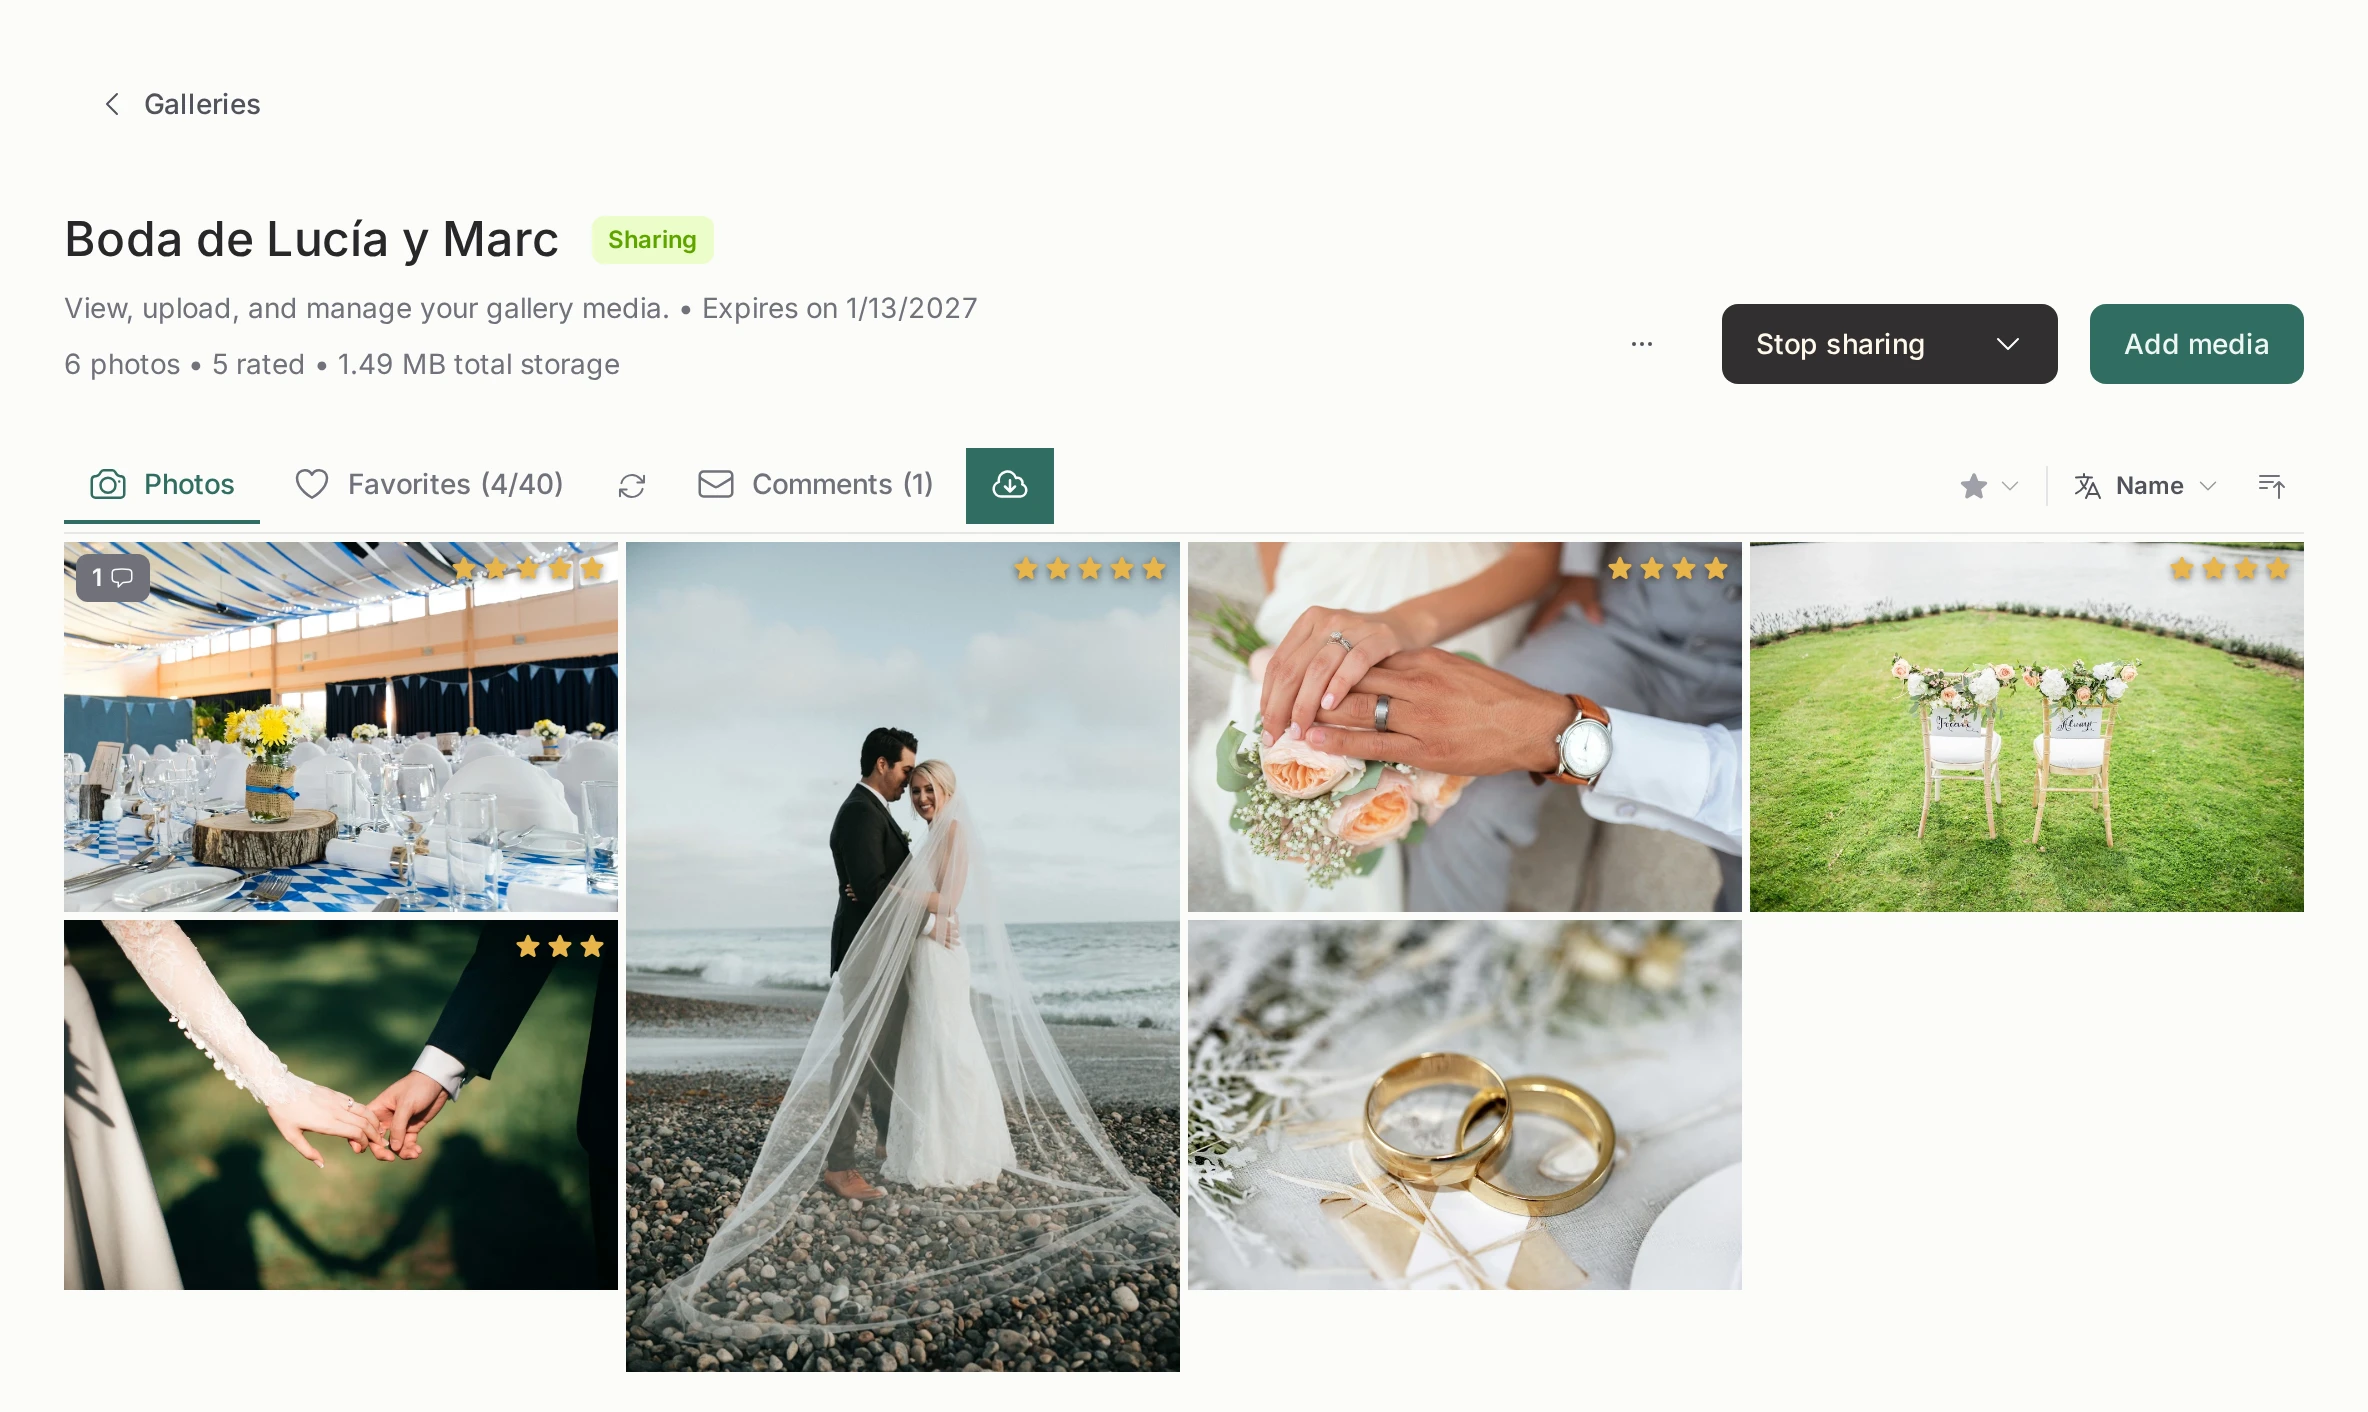 Galleries
Boda de Lucía y Marc
Sharing
View, upload, and manage your gallery media. • Expires on 1/13/2027
6 photos • 5 rated • 1.49 MB total storage
...
Stop sharing
Add media
Photos
Favorites (4/40)
Comments (1)
Name
1
Always